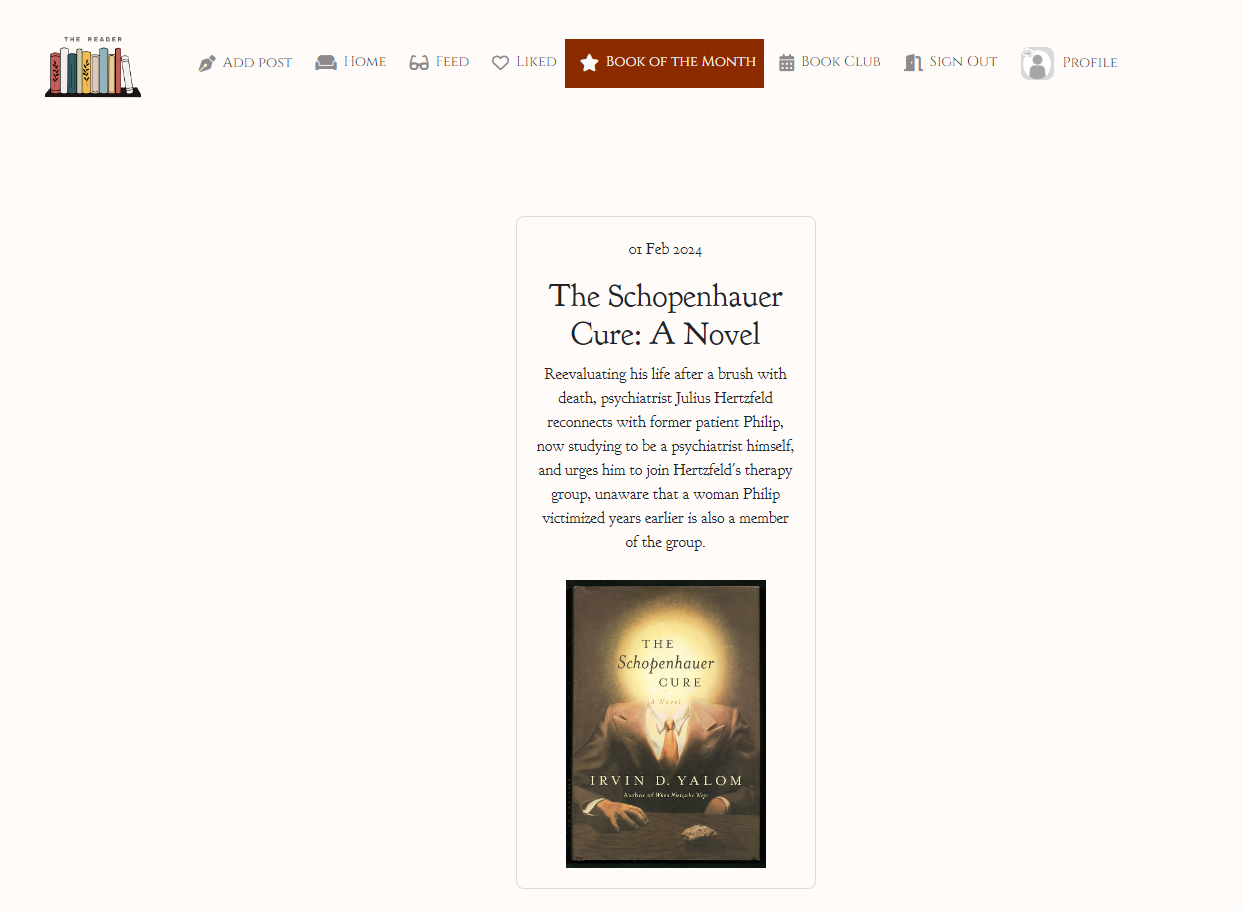 THE READER
Add post
Home
Feed
Liked
Book of the Month
Book Club
Sign Out
Profile
01 Feb 2024
The Schopenhauer
Cure: A Novel
Reevaluating his life after a brush with
death, psychiatrist Julius Hertzfeld
reconnects with former patient Philip,
now studying to be a psychiatrist himself,
and urges him to join Hertzfeld's therapy
group, unaware that a woman Philip
victimized years earlier is also a member
of the group.
THE
Schopenhauer
CURE
A Novel
IRVIN D. YALOM
Author of When Nietzsche Wept